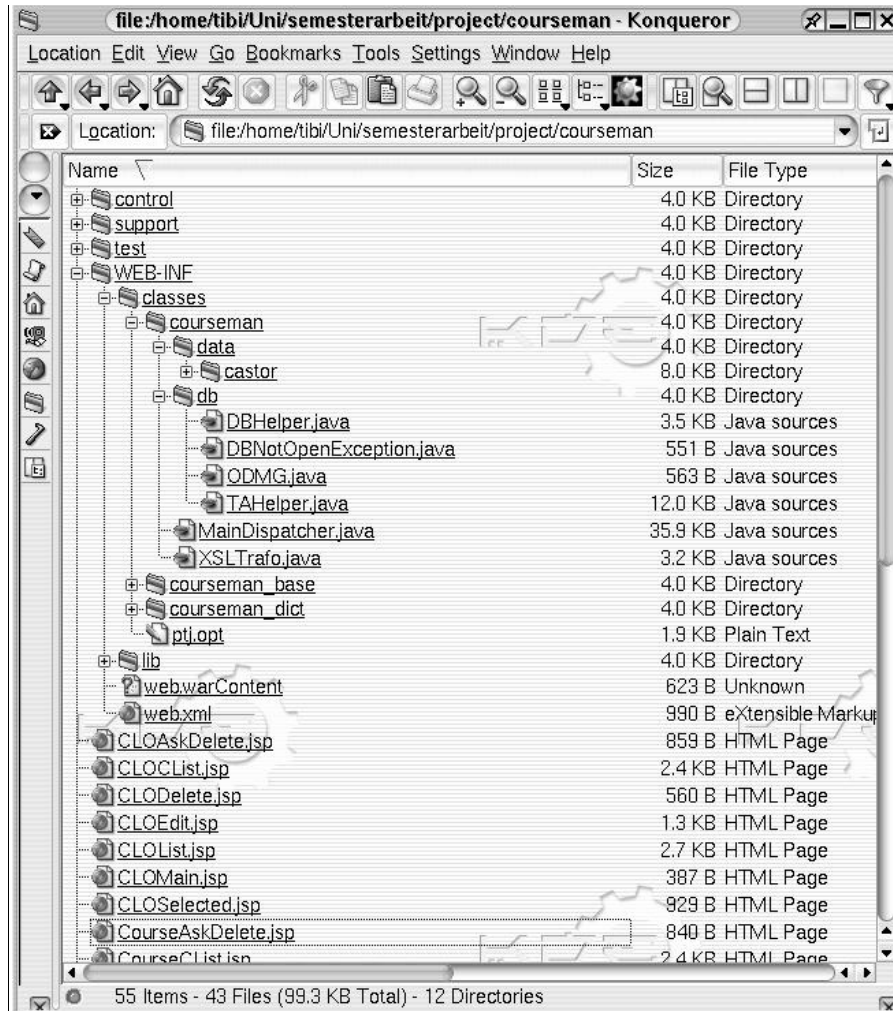 file:/home/tibi/Uni/semesterarbeit/project/courseman - Konqueror
Location Edit View Go Bookmarks Tools Settings Window Help
Location: file:/home/tibi/Uni/semesterarbeit/project/courseman
Name Size File Type
control 4.0 KB Directory
support 4.0 KB Directory
test 4.0 KB Directory
WEB-INF 4.0 KB Directory
classes 4.0 KB Directory
courseman 4.0 KB Directory
data 4.0 KB Directory
castor 8.0 KB Directory
db 4.0 KB Directory
DBHelper.java 3.5 KB Java sources
DBNotOpenException.java 551 B Java sources
ODMG.java 563 B Java sources
TAHelper.java 12.0 KB Java sources
MainDispatcher.java 35.9 KB Java sources
XSLTrafo.java 3.2 KB Java sources
courseman_base 4.0 KB Directory
courseman_dict 4.0 KB Directory
ptj.opt 1.9 KB Plain Text
lib 4.0 KB Directory
web.warContent 623 B Unknown
web.xml 990 B eXtensible Markup
CLOAskDelete.jsp 859 B HTML Page
CLOCList.jsp 2.4 KB HTML Page
CLODelete.jsp 560 B HTML Page
CLOEdit.jsp 1.3 KB HTML Page
CLOList.jsp 2.7 KB HTML Page
CLOMain.jsp 387 B HTML Page
CLOSelected.jsp 929 B HTML Page
CourseAskDelete.jsp 840 B HTML Page
CourseCList.jsp 2.4 KB HTML Page
55 Items - 43 Files (99.3 KB Total) - 12 Directories